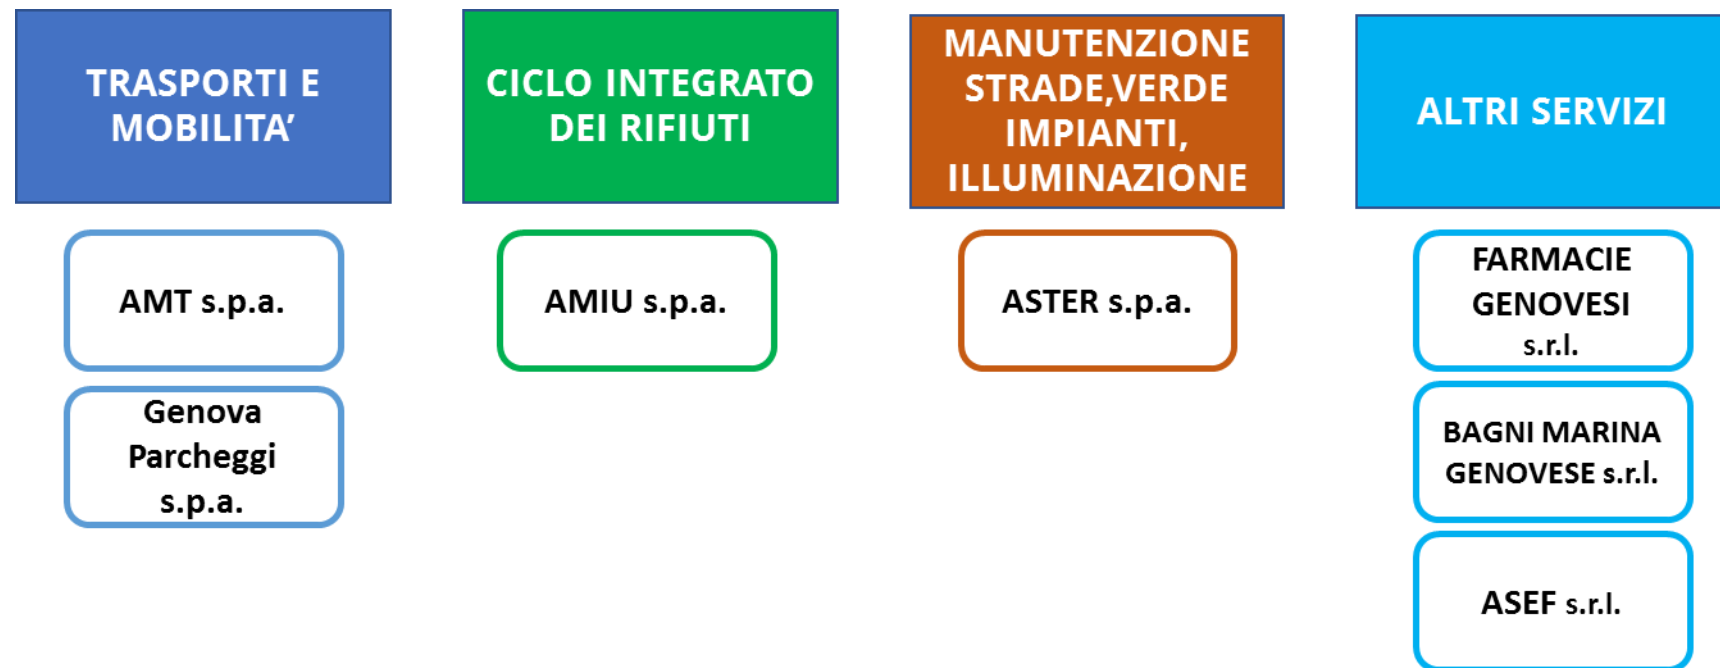 TRASPORTI E
MOBILITA’
CICLO INTEGRATO
DEI RIFIUTI
MANUTENZIONE
STRADE,VERDE
IMPIANTI,
ILLUMINAZIONE
ALTRI SERVIZI
AMT s.p.a.
AMIU s.p.a.
ASTER s.p.a.
FARMACIE
GENOVESI
s.r.l.
Genova
Parcheggi
s.p.a.
BAGNI MARINA
GENOVESE s.r.l.
ASEF s.r.l.